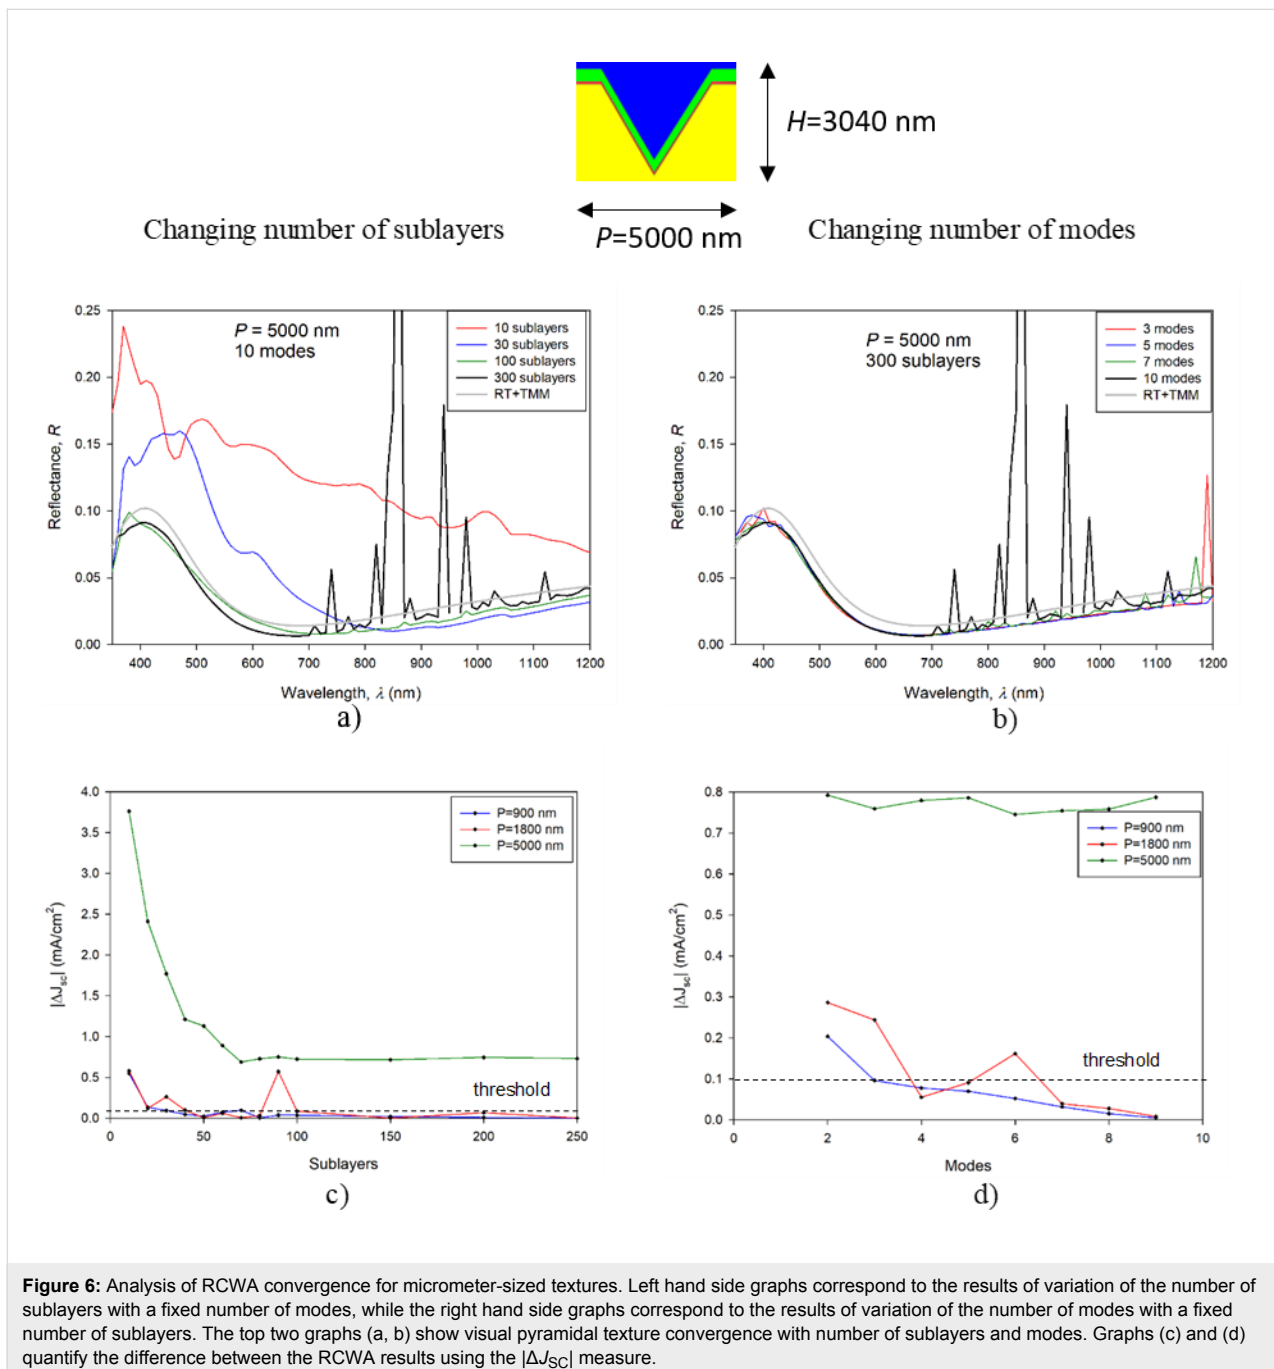 H=3040 nm
P=5000 nm
Changing number of sublayers
Changing number of modes
0.25
0.20
0.15
0.10
0.05
0.00
Reflectance, R
P = 5000 nm
10 modes
10 sublayers
30 sublayers
100 sublayers
300 sublayers
RT+TMM
400 500 600 700 800 900 1000 1100 1200
Wavelength, λ (nm)
a)
0.25
0.20
0.15
0.10
0.05
0.00
Reflectance, R
P = 5000 nm
300 sublayers
3 modes
5 modes
7 modes
10 modes
RT+TMM
400 500 600 700 800 900 1000 1100 1200
Wavelength, λ (nm)
b)
4.0
3.5
3.0
2.5
2.0
1.5
1.0
0.5
0.0
|ΔJsc| (mA/cm²)
P=900 nm
P=1800 nm
P=5000 nm
threshold
0 50 100 150 200 250
Sublayers
c)
0.8
0.7
0.6
0.5
0.4
0.3
0.2
0.1
0.0
|ΔJsc| (mA/cm²)
P=900 nm
P=1800 nm
P=5000 nm
threshold
0 2 4 6 8 10
Modes
d)
Figure 6: Analysis of RCWA convergence for micrometer-sized textures. Left hand side graphs correspond to the results of variation of the number of
sublayers with a fixed number of modes, while the right hand side graphs correspond to the results of variation of the number of modes with a fixed
number of sublayers. The top two graphs (a, b) show visual pyramidal texture convergence with number of sublayers and modes. Graphs (c) and (d)
quantify the difference between the RCWA results using the |ΔJSC| measure.